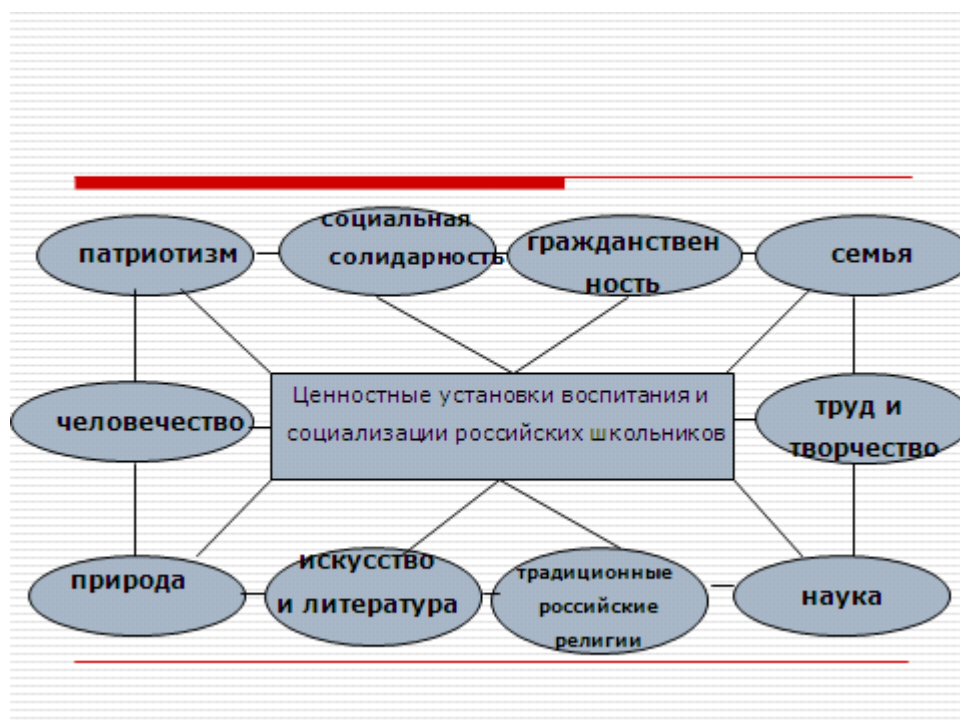 патриотизм
социальная
солидарность
гражданствен
ность
семья
человечество
Ценностные установки воспитания и
социализации российских школьников
труд и
творчество
природа
искусство
и литература
традиционные
российские
религии
наука